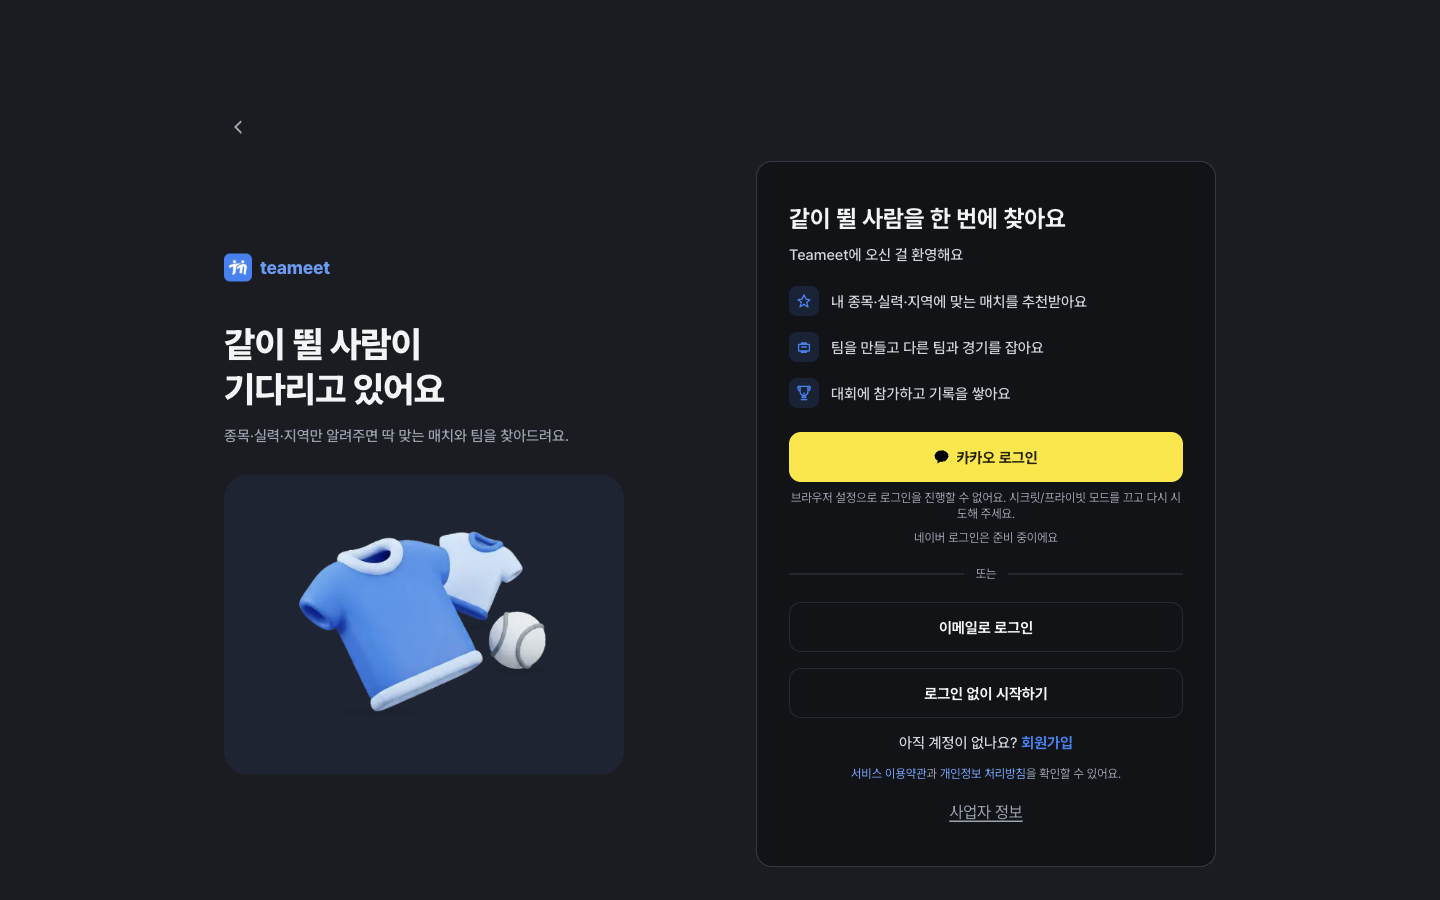 teameet
같이 뛸 사람이
기다리고 있어요
종목·실력·지역만 알려주면 딱 맞는 매치와 팀을 찾아드려요.
같이 뛸 사람을 한 번에 찾아요
Teameet에 오신 걸 환영해요
내 종목·실력·지역에 맞는 매치를 추천받아요
팀을 만들고 다른 팀과 경기를 잡아요
대회에 참가하고 기록을 쌓아요
카카오 로그인
브라우저 설정으로 로그인을 진행할 수 없어요. 시크릿/프라이빗 모드를 끄고 다시 시
도해 주세요.
네이버 로그인은 준비 중이에요
또는
이메일로 로그인
로그인 없이 시작하기
아직 계정이 없나요? 회원가입
서비스 이용약관과 개인정보 처리방침을 확인할 수 있어요.
사업자 정보